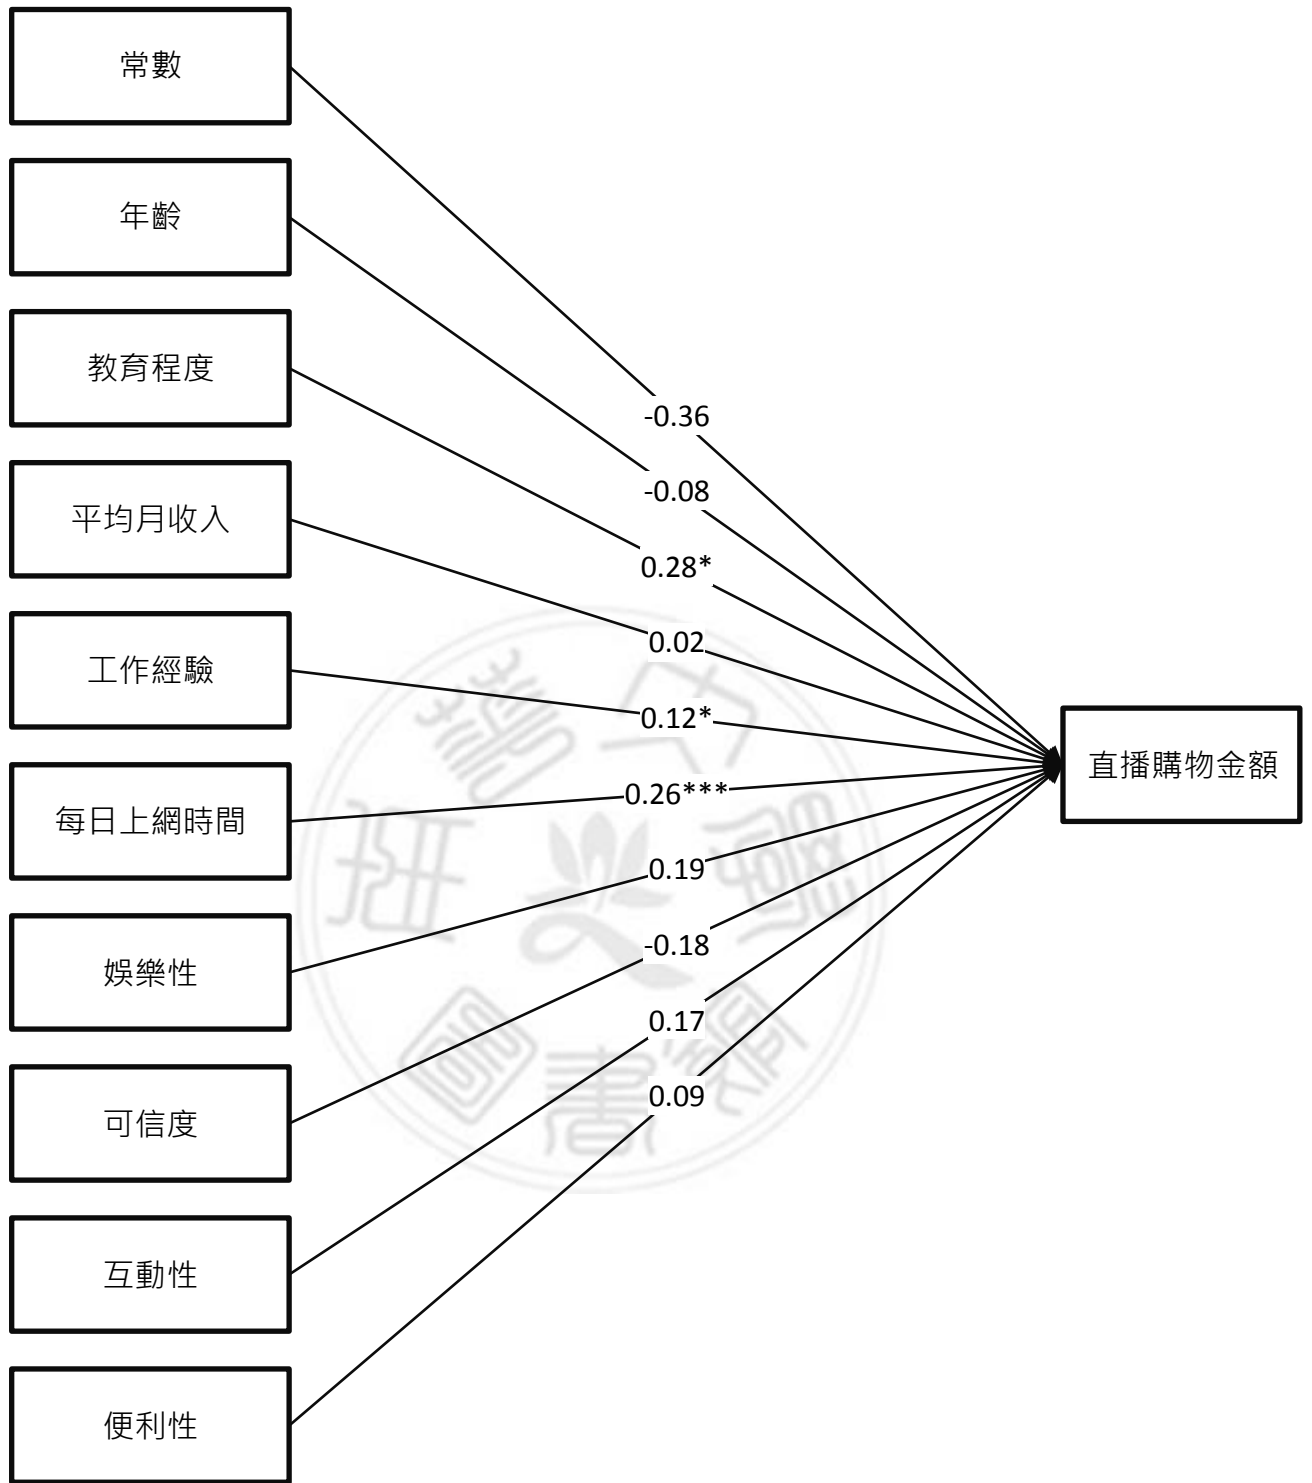 常數
年齡
教育程度
平均月收入
工作經驗
每日上網時間
娛樂性
可信度
互動性
便利性
-0.36
-0.08
0.28*
0.02
0.12*
0.26***
0.19
-0.18
0.17
0.09
直播購物金額